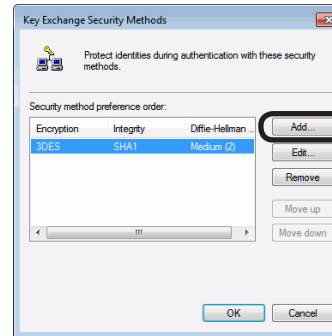 Key Exchange Security Methods
Protect identities during authentication with these security
methods.
Security method preference order:
Encryption Integrity Diffie-Hellman ...
3DES SHA1 Medium (2)
Add...
Edit...
Remove
Move up
Move down
OK Cancel